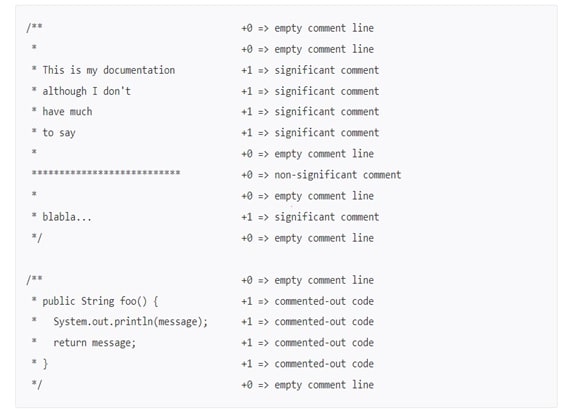 /** +0 => empty comment line
* +0 => empty comment line
* This is my documentation +1 => significant comment
* although I don't +1 => significant comment
* have much +1 => significant comment
* to say +1 => significant comment
* +0 => empty comment line
*************************** +0 => non-significant comment
* +0 => empty comment line
* blabla... +1 => significant comment
*/ +0 => empty comment line
/** +0 => empty comment line
* public String foo() { +1 => commented-out code
*   System.out.println(message); +1 => commented-out code
*   return message; +1 => commented-out code
* } +1 => commented-out code
*/ +0 => empty comment line